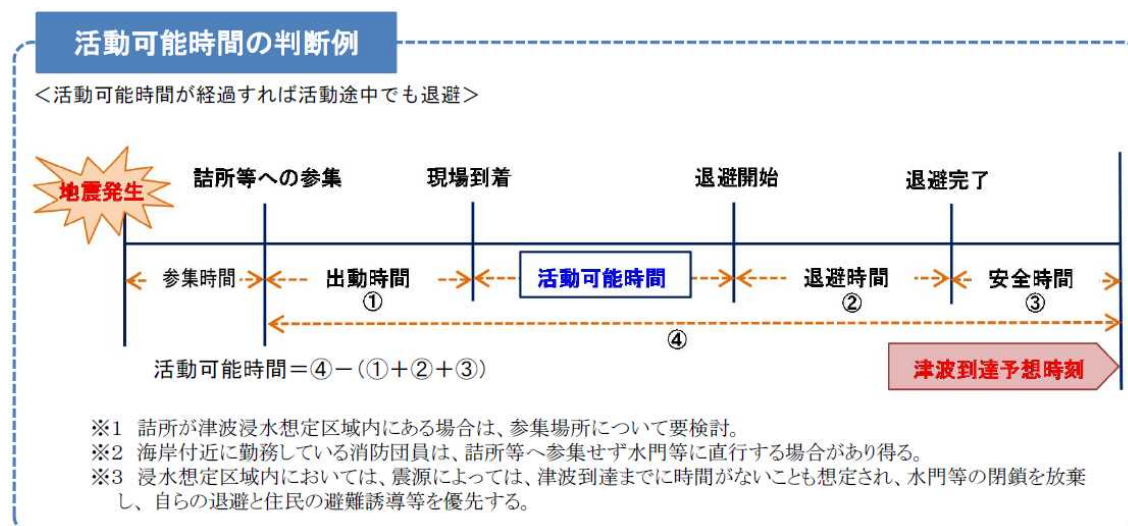 活動可能時間の判断例
＜活動可能時間が経過すれば活動途中でも退避＞
地震発生
詰所等への参集
現場到着
退避開始
退避完了
参集時間
出動時間
①
活動可能時間
退避時間
②
安全時間
③
④
活動可能時間＝④－(①＋②＋③)
津波到達予想時刻
※1 詰所が津波浸水想定区域内にある場合は、参集場所について要検討。
※2 海岸付近に勤務している消防団員は、詰所等へ参集せず水門等に直行する場合があり得る。
※3 浸水想定区域内においては、震源によっては、津波到達までに時間がないことも想定され、水門等の閉鎖を放棄
し、自らの退避と住民の避難誘導等を優先する。